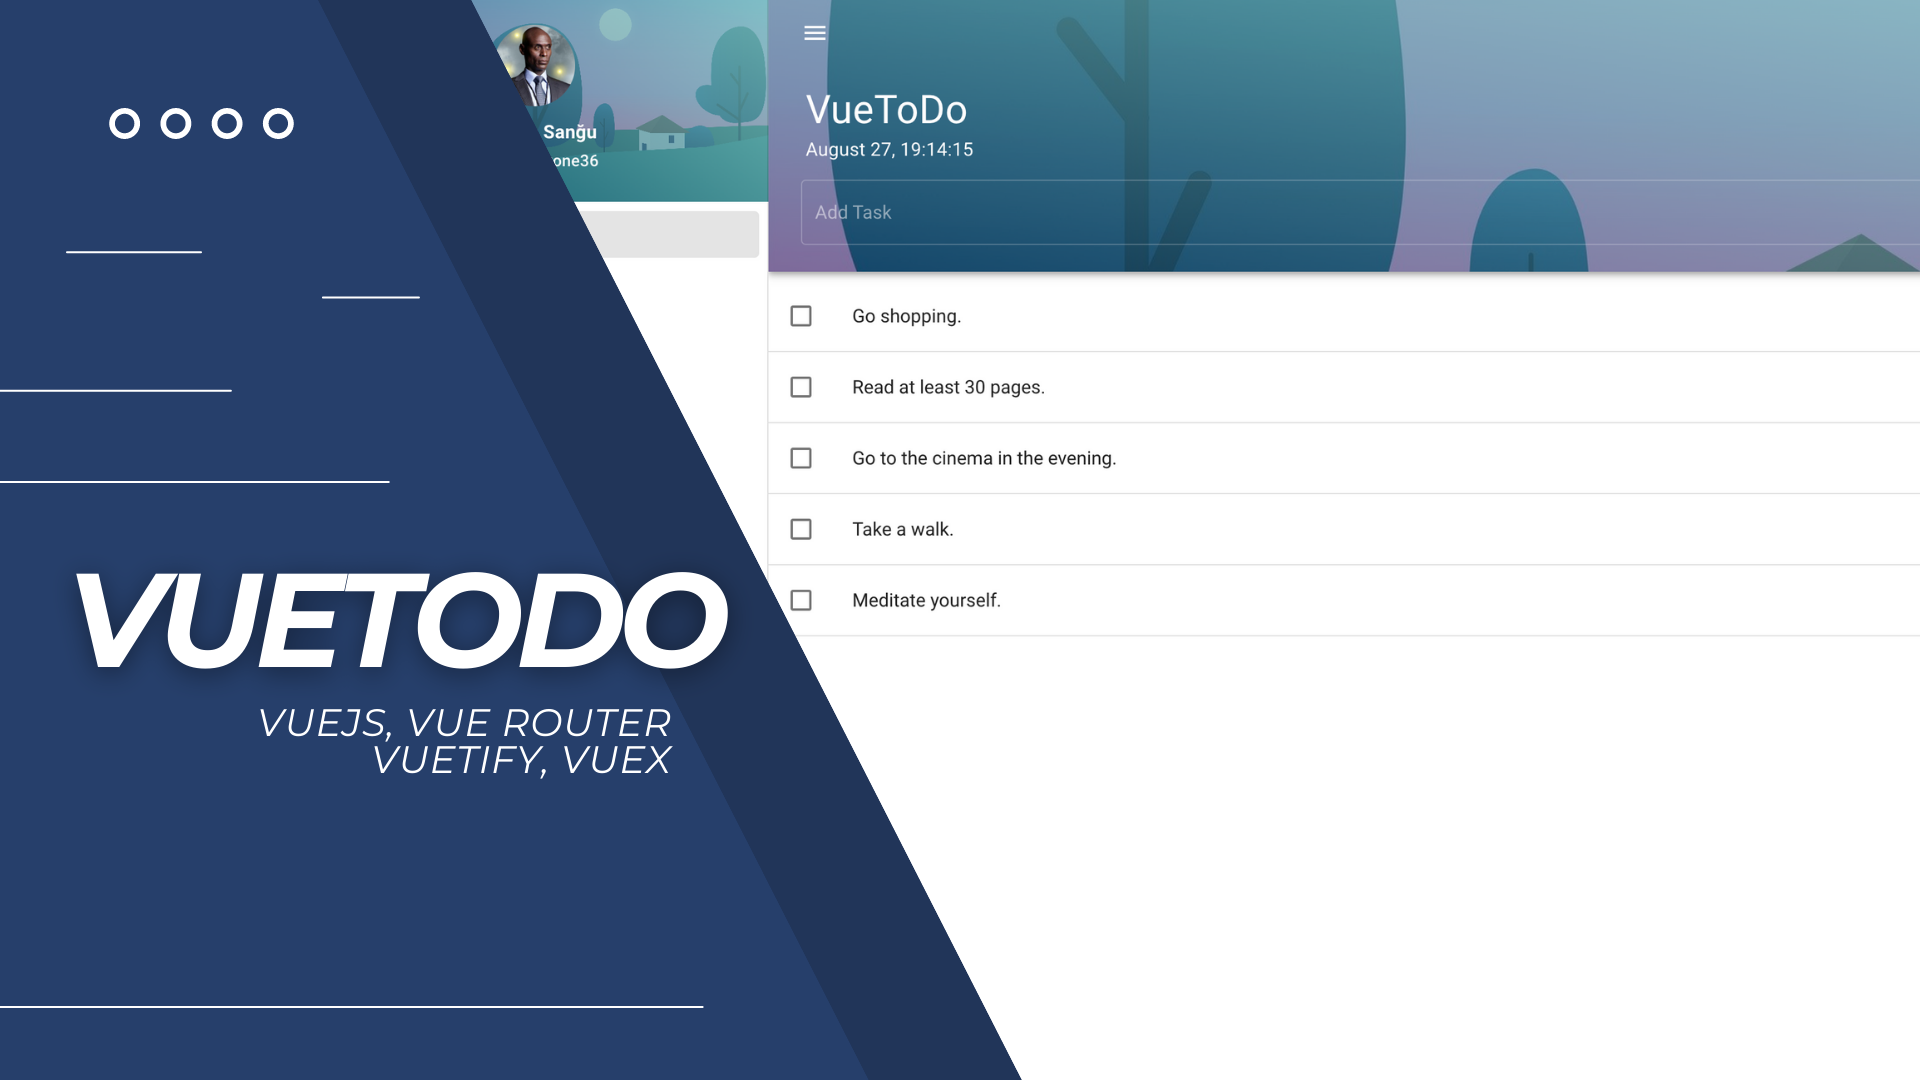 Sanğu
one36
VueToDo
August 27, 19:14:15
Add Task
Go shopping.
Read at least 30 pages.
Go to the cinema in the evening.
Take a walk.
Meditate yourself.
VUETODO
VUEJS, VUE ROUTER
VUETIFY, VUEX